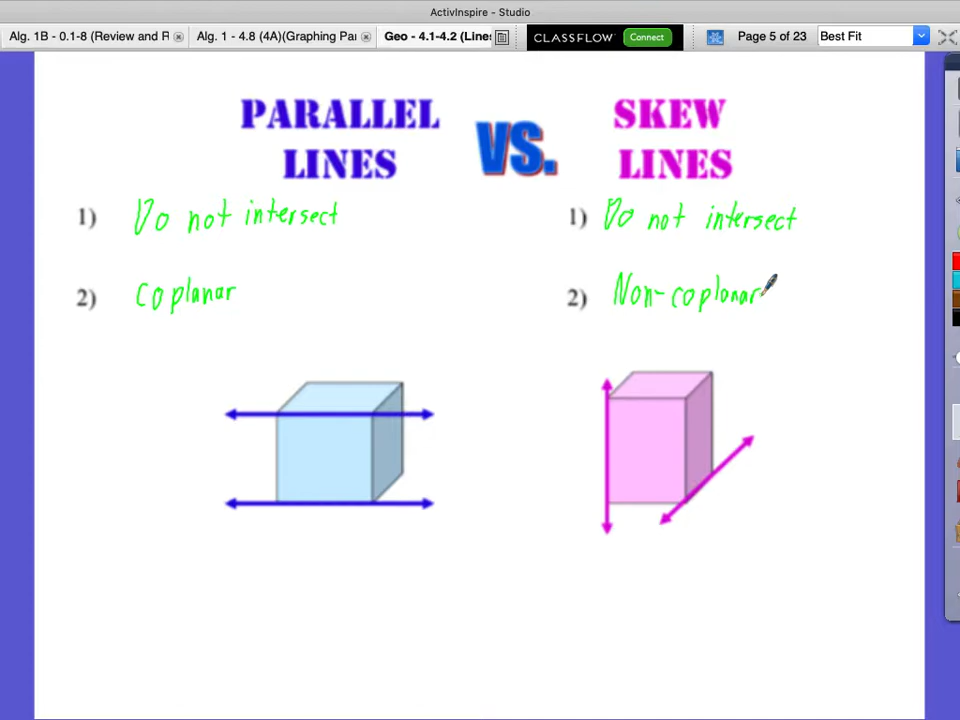 ActivInspire - Studio
Alg. 1B - 0.1-8 (Review and R
Alg. 1 - 4.8 (4A)(Graphing Pa
Geo - 4.1-4.2 (Lines
CLASSFLOW Connect
Page 5 of 23
Best Fit
PARALLEL LINES
VS.
SKEW LINES
1) Do not intersect
1) Do not intersect
2) coplanar
2) Non-coplanar